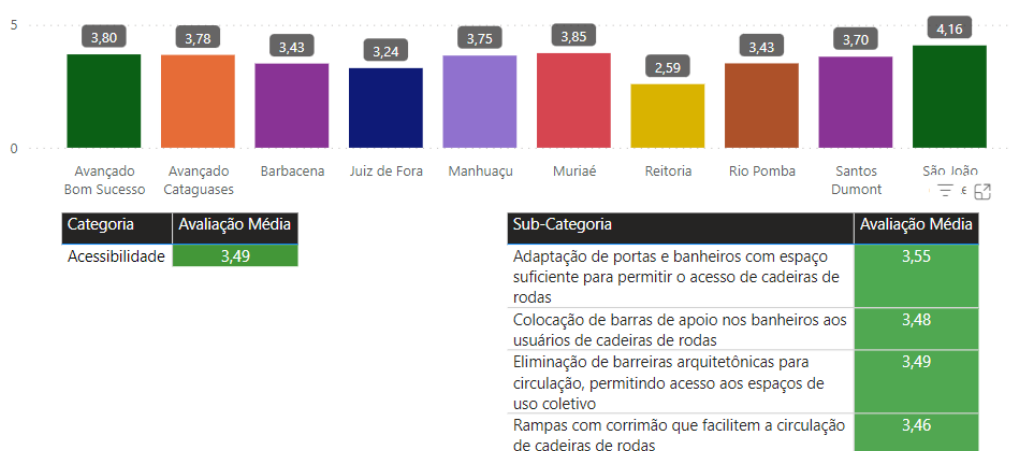 5
3,80
3,78
3,43
3,24
3,75
3,85
2,59
3,43
3,70
4,16
0
Avançado
Bom Sucesso
Avançado
Cataguases
Barbacena
Juiz de Fora
Manhuaçu
Muriaé
Reitoria
Rio Pomba
Santos
Dumont
São João
e
Categoria Avaliação Média
Acessibilidade 3,49
Sub-Categoria Avaliação Média
Adaptação de portas e banheiros com espaço 3,55
suficiente para permitir o acesso de cadeiras de
rodas
Colocação de barras de apoio nos banheiros aos 3,48
usuários de cadeiras de rodas
Eliminação de barreiras arquitetônicas para 3,49
circulação, permitindo acesso aos espaços de
uso coletivo
Rampas com corrimão que facilitem a circulação 3,46
de cadeiras de rodas